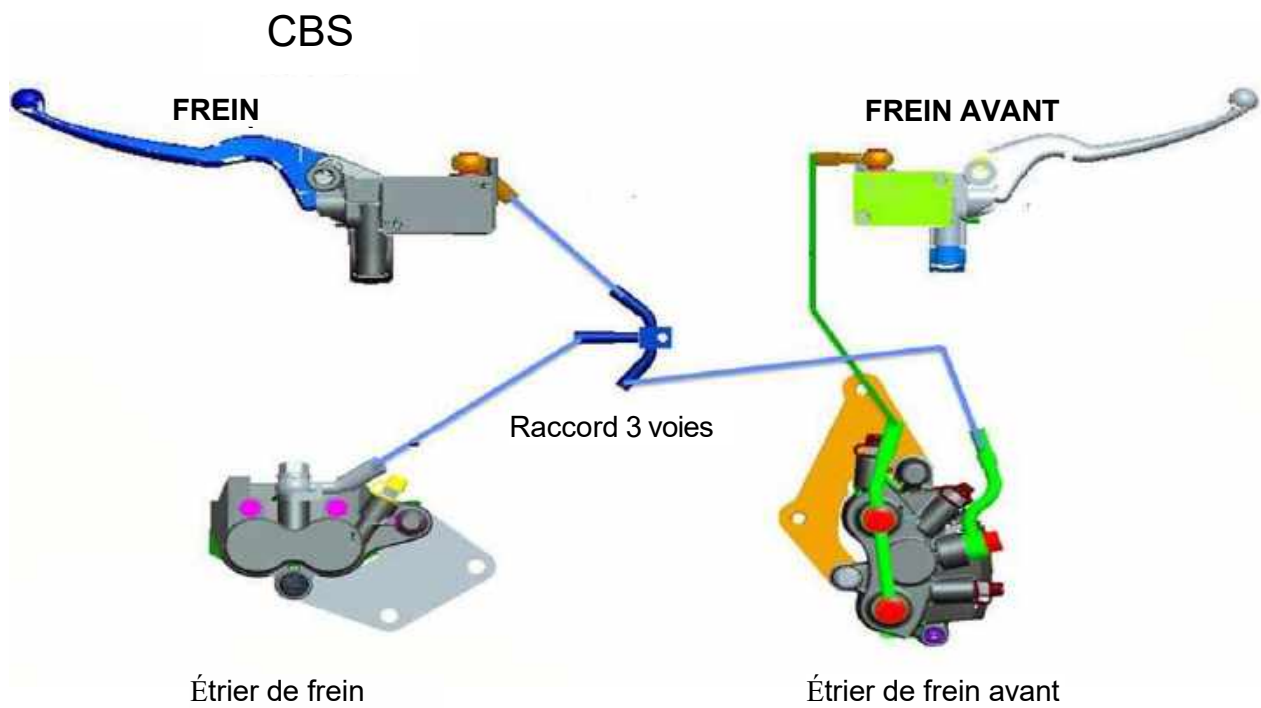 CBS
FREIN
FREIN AVANT
Raccord 3 voies
Étrier de frein
Étrier de frein avant